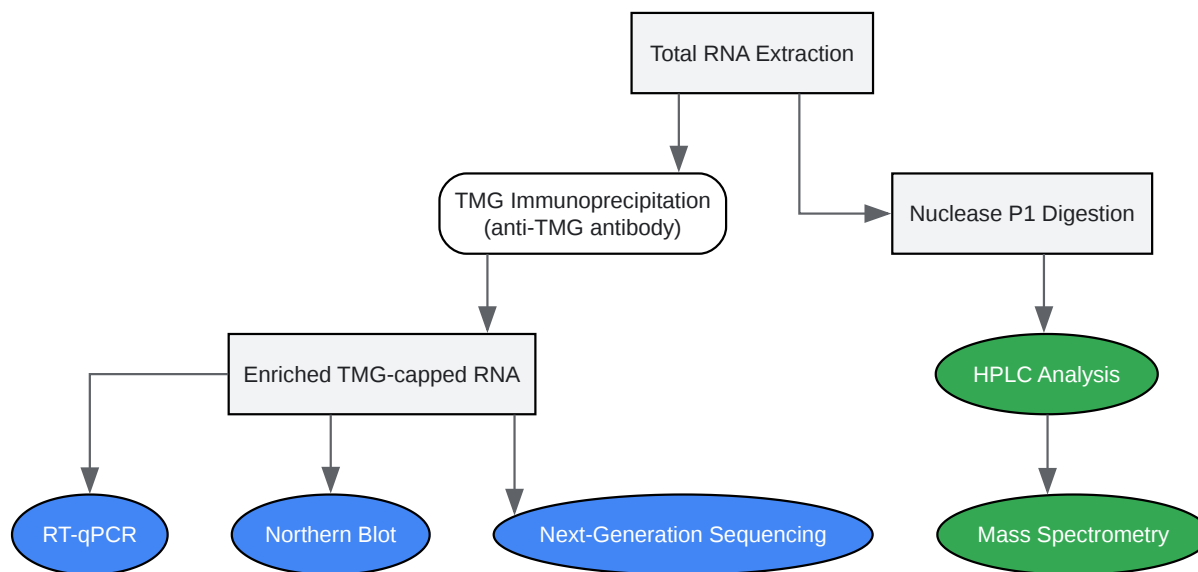 Total RNA Extraction
TMG Immunoprecipitation
(anti-TMG antibody)
Nuclease P1 Digestion
Enriched TMG-capped RNA
HPLC Analysis
RT-qPCR
Northern Blot
Next-Generation Sequencing
Mass Spectrometry